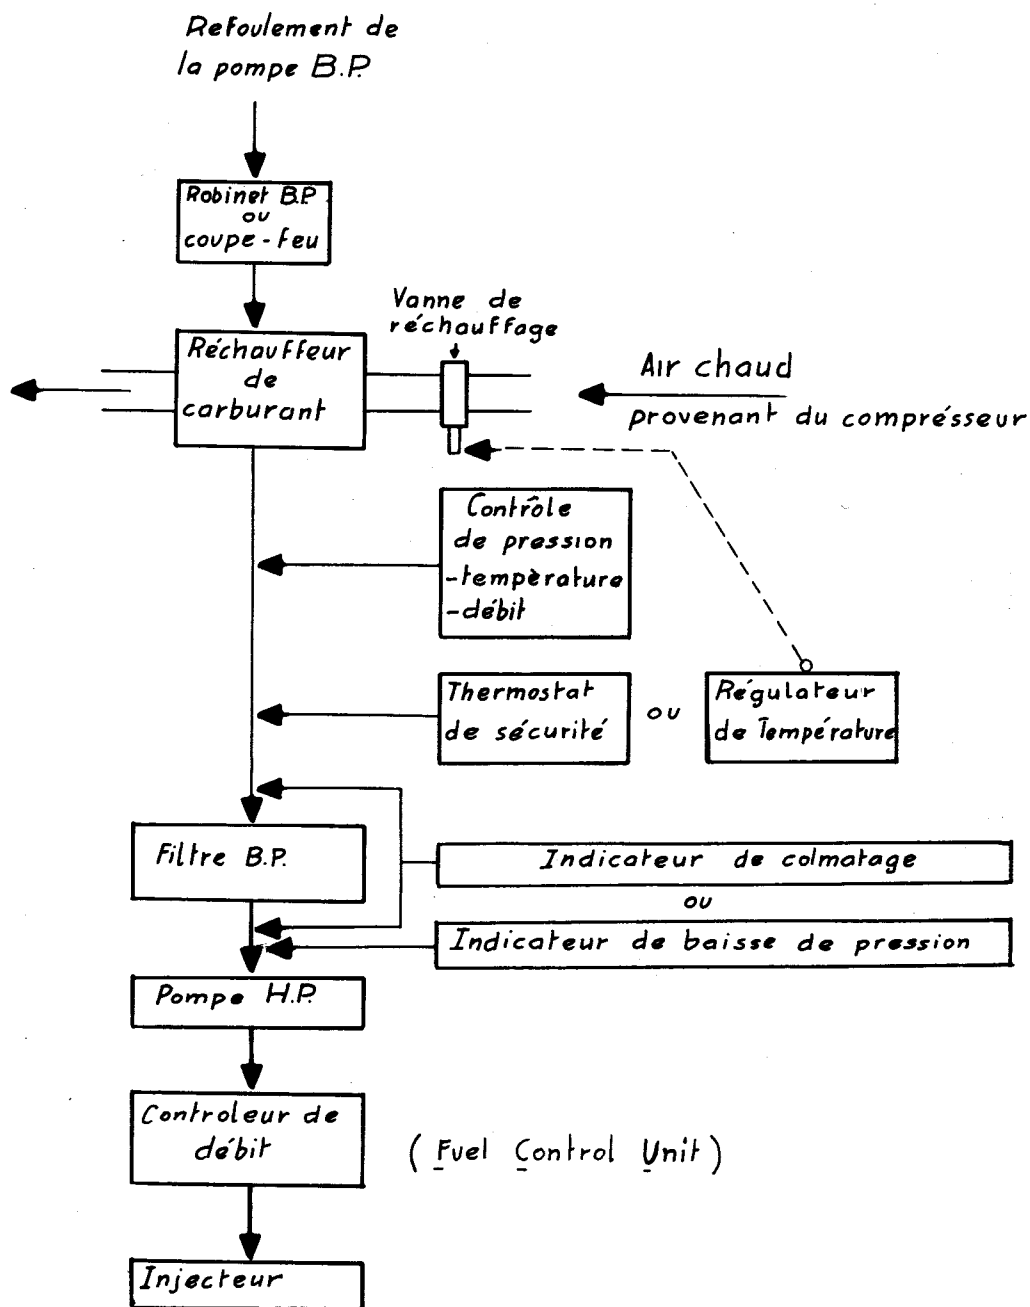 Refoulement de
la pompe B.P.
Robinet B.P
ou
coupe-feu
Vanne de
réchauffage
Réchauffeur
de
carburant
Air chaud
provenant du comprésseur
Contrôle
de pression
-tempèrature
-débit
Thermostat
de sécurité
ou
Régulateur
de Température
Filtre B.P.
Indicateur de colmatage
ou
Indicateur de baisse de pression
Pompe H.P.
Controleur de
débit
(Fuel Control Unit)
Injecteur